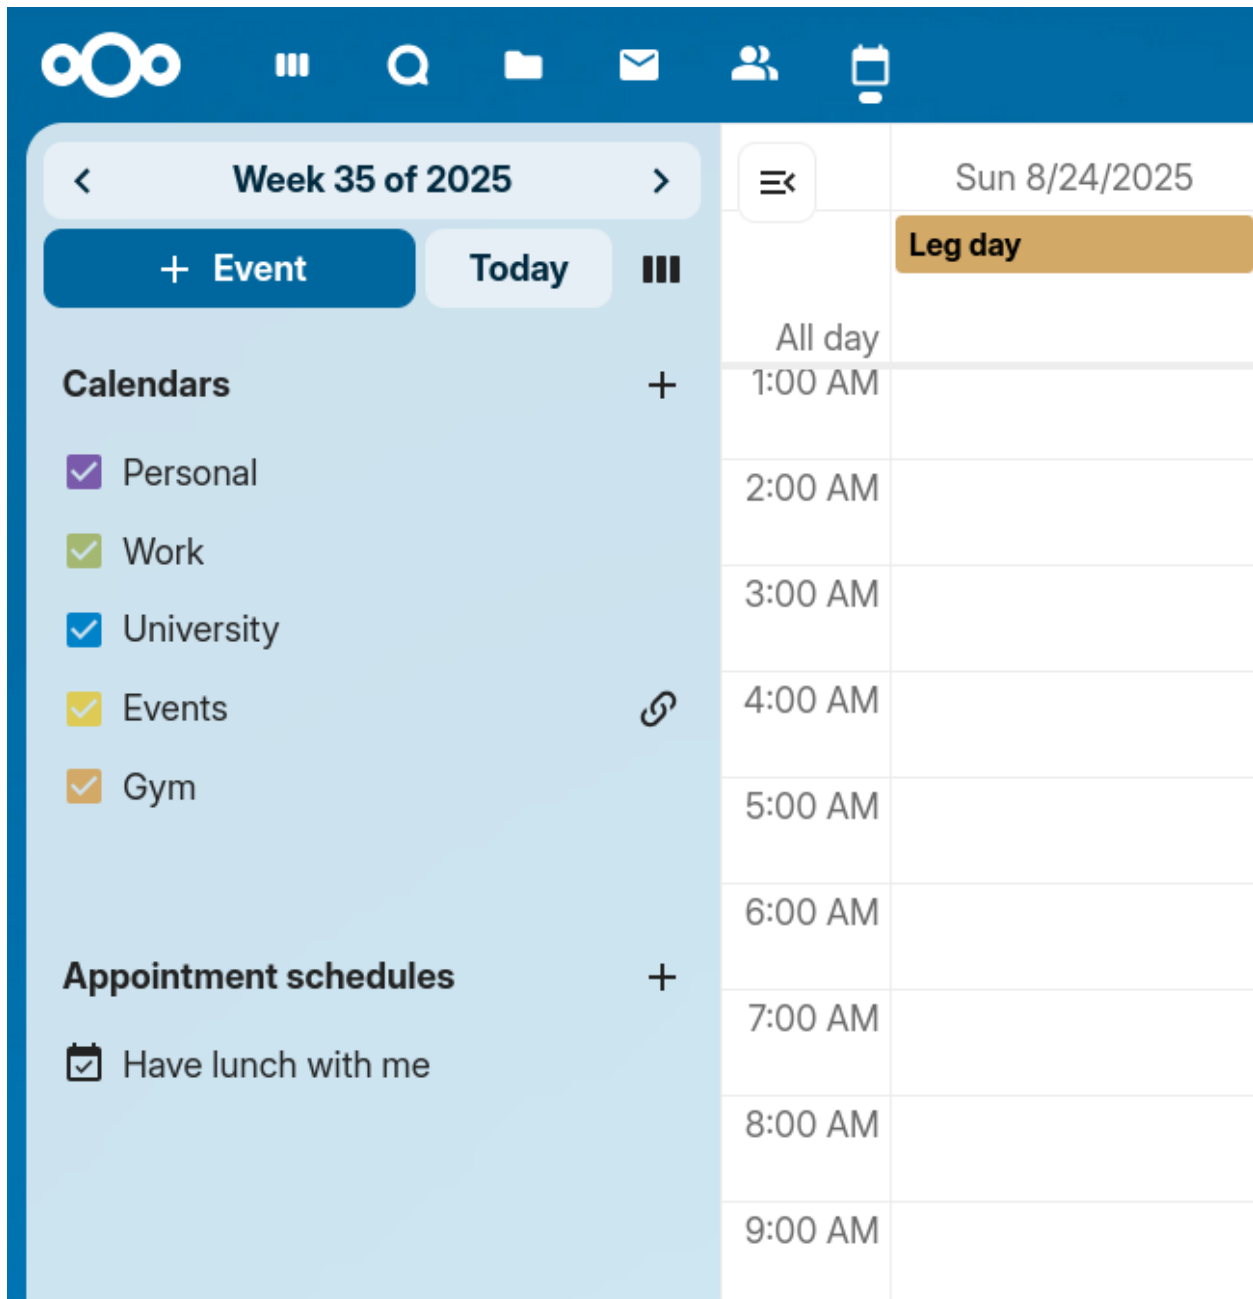 Week 35 of 2025
+ Event
Today
Calendars
Personal
Work
University
Events
Gym
Appointment schedules
Have lunch with me
Sun 8/24/2025
Leg day
All day
1:00 AM
2:00 AM
3:00 AM
4:00 AM
5:00 AM
6:00 AM
7:00 AM
8:00 AM
9:00 AM